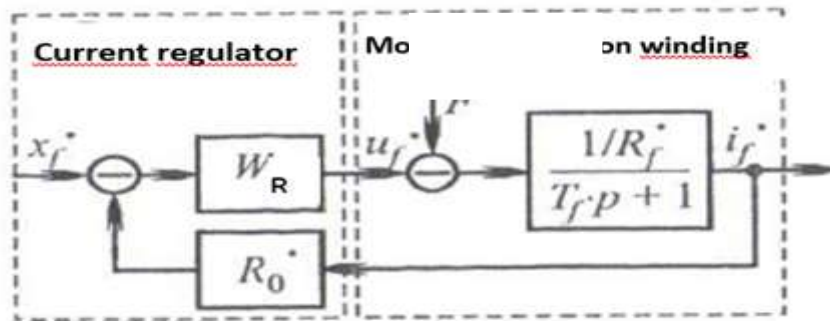 Current regulator
Mo on winding
x_f* W_R u_f* 1/R_f* i_f*
T_f·p + 1
R_0*